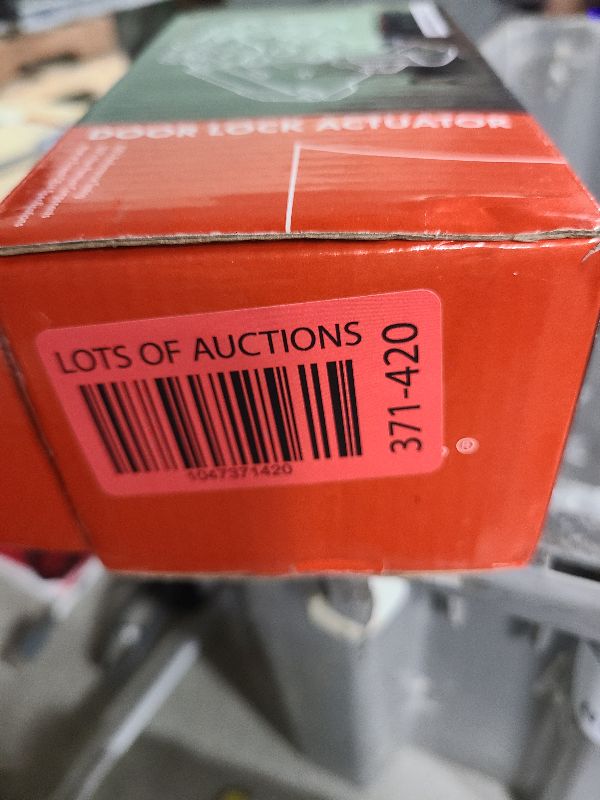 DOOR LOCK ACTUATOR
LOTS OF AUCTIONS
371-420
1047371420
®